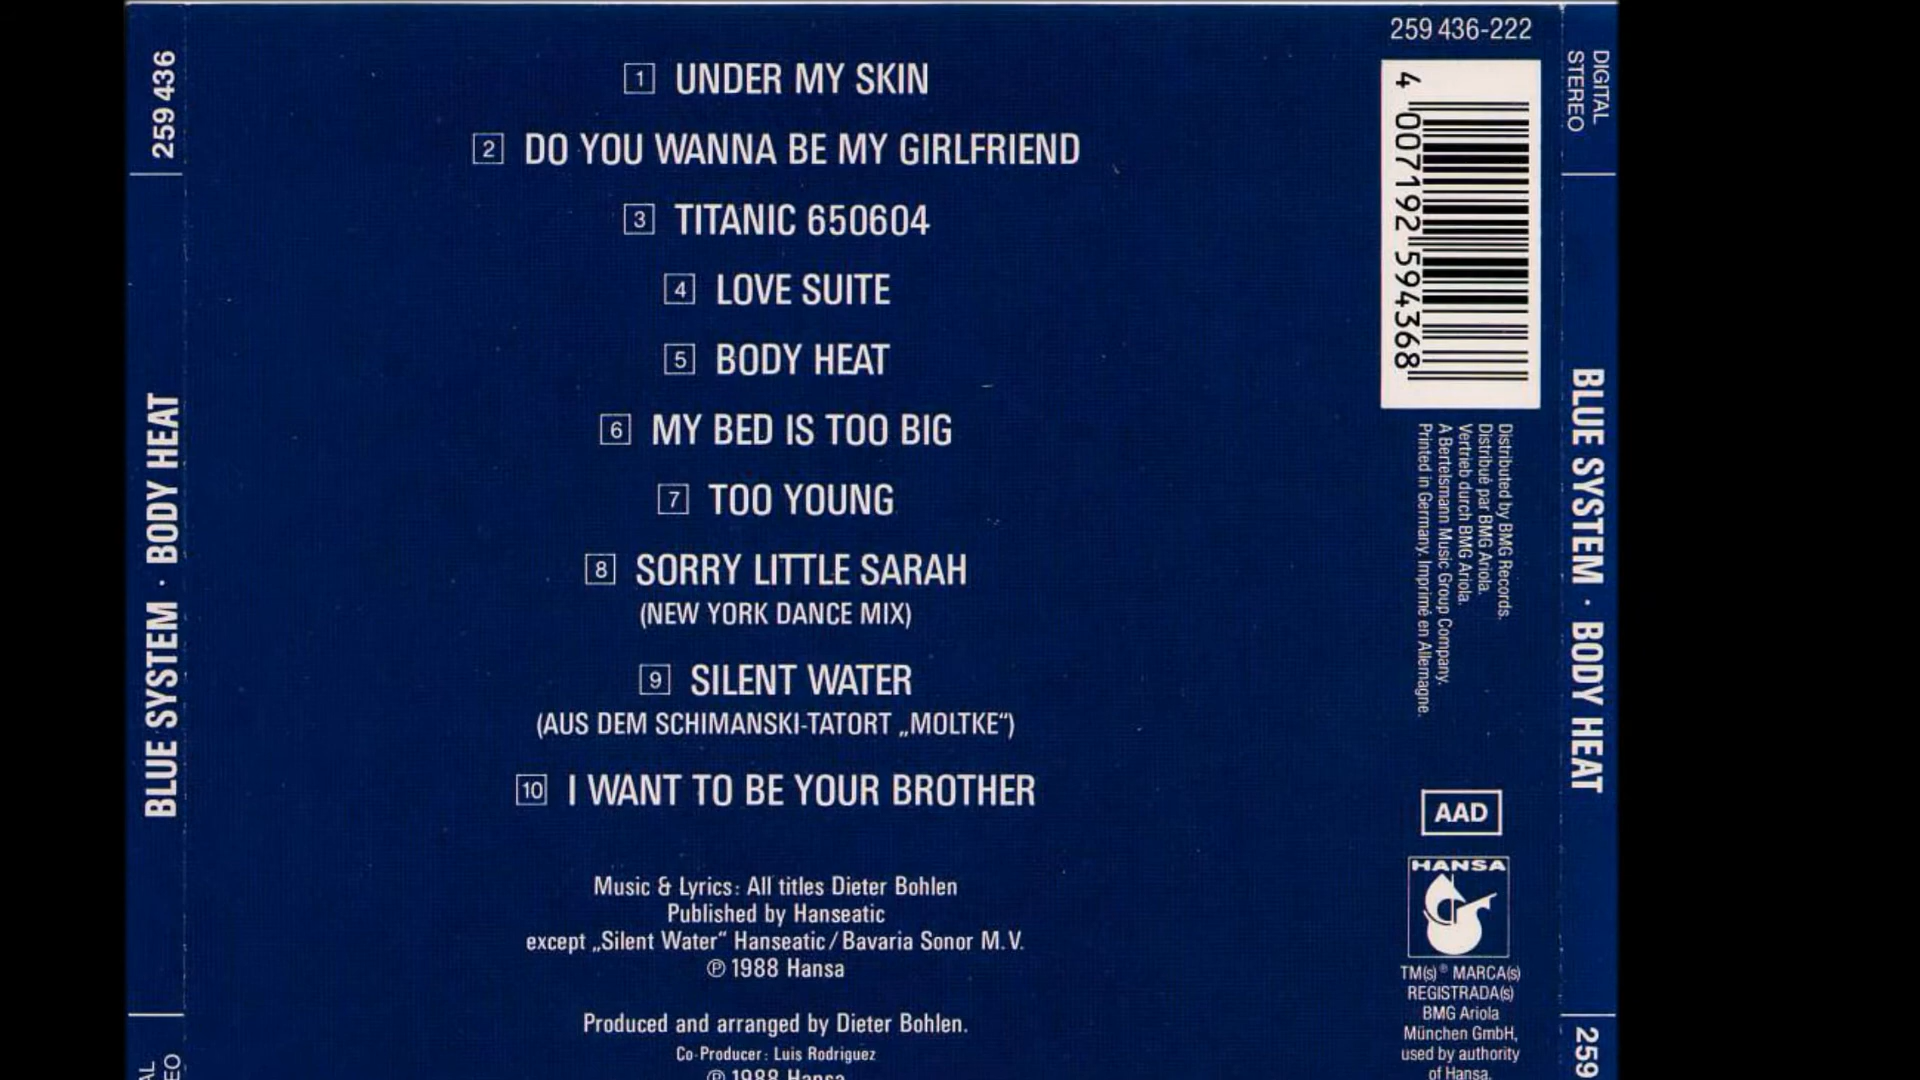 259 436
BLUE SYSTEM · BODY HEAT
1 UNDER MY SKIN
2 DO YOU WANNA BE MY GIRLFRIEND
3 TITANIC 650604
4 LOVE SUITE
5 BODY HEAT
6 MY BED IS TOO BIG
7 TOO YOUNG
8 SORRY LITTLE SARAH
(NEW YORK DANCE MIX)
9 SILENT WATER
(AUS DEM SCHIMANSKI-TATORT „MOLTKE“)
10 I WANT TO BE YOUR BROTHER
Music & Lyrics: All titles Dieter Bohlen
Published by Hanseatic
except „Silent Water“ Hanseatic/Bavaria Sonor M.V.
℗ 1988 Hansa
Produced and arranged by Dieter Bohlen.
Co-Producer: Luis Rodriguez
℗ 1988 Hansa
259 436-222
4 007192 594368
Distributed by BMG Records.
Distribué par BMG Ariola.
Vertrieb durch BMG Ariola.
A Bertelsmann Music Group Company.
Printed in Germany. Imprimé en Allemagne.
AAD
HANSA
TM(s) ® MARCA(s)
REGISTRADA(s)
BMG Ariola
München GmbH,
used by authority
of Hansa.
DIGITAL
STEREO
BLUE SYSTEM · BODY HEAT
259